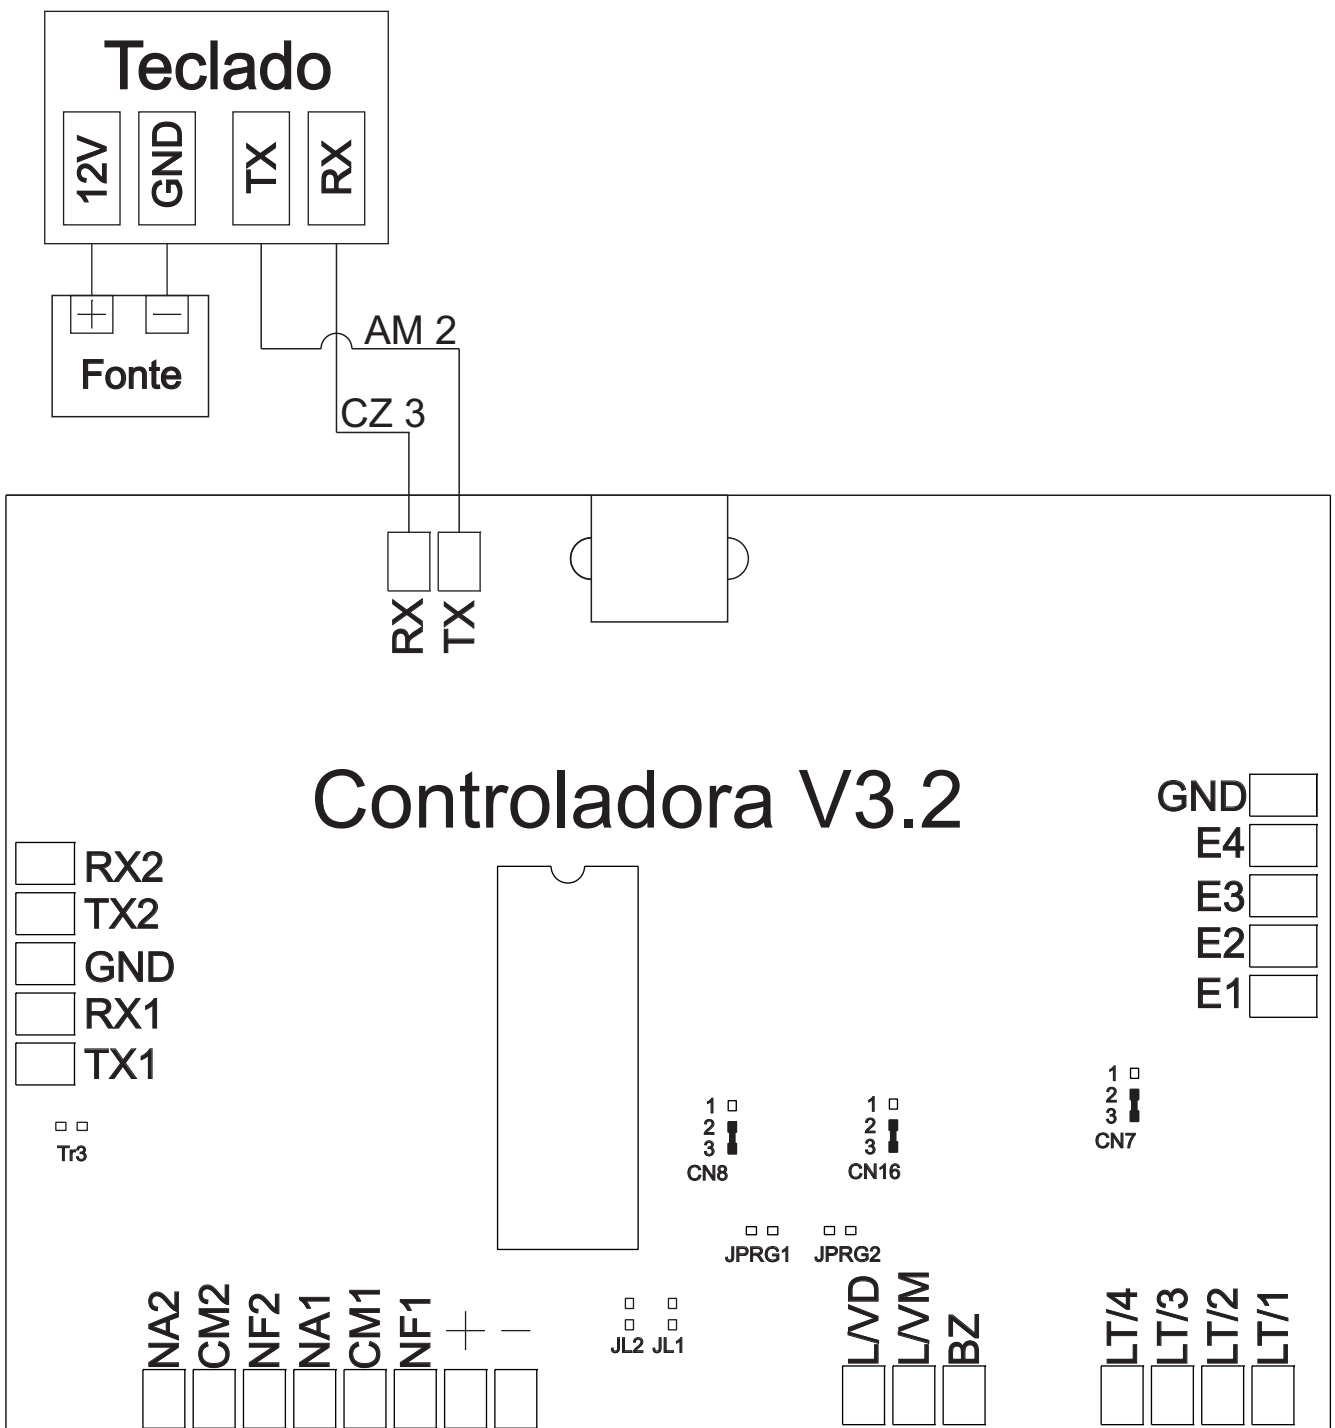 Teclado
12V GND TX RX
+ −
Fonte
AM 2
CZ 3
RX TX
Controladora V3.2
GND
E4
E3
E2
E1
RX2
TX2
GND
RX1
TX1
Tr3
1
2
3
CN8
1
2
3
CN16
1
2
3
CN7
JPRG1 JPRG2
JL2 JL1
NA2 CM2 NF2 NA1 CM1 NF1 + −
L/VD L/VM BZ
LT/4 LT/3 LT/2 LT/1